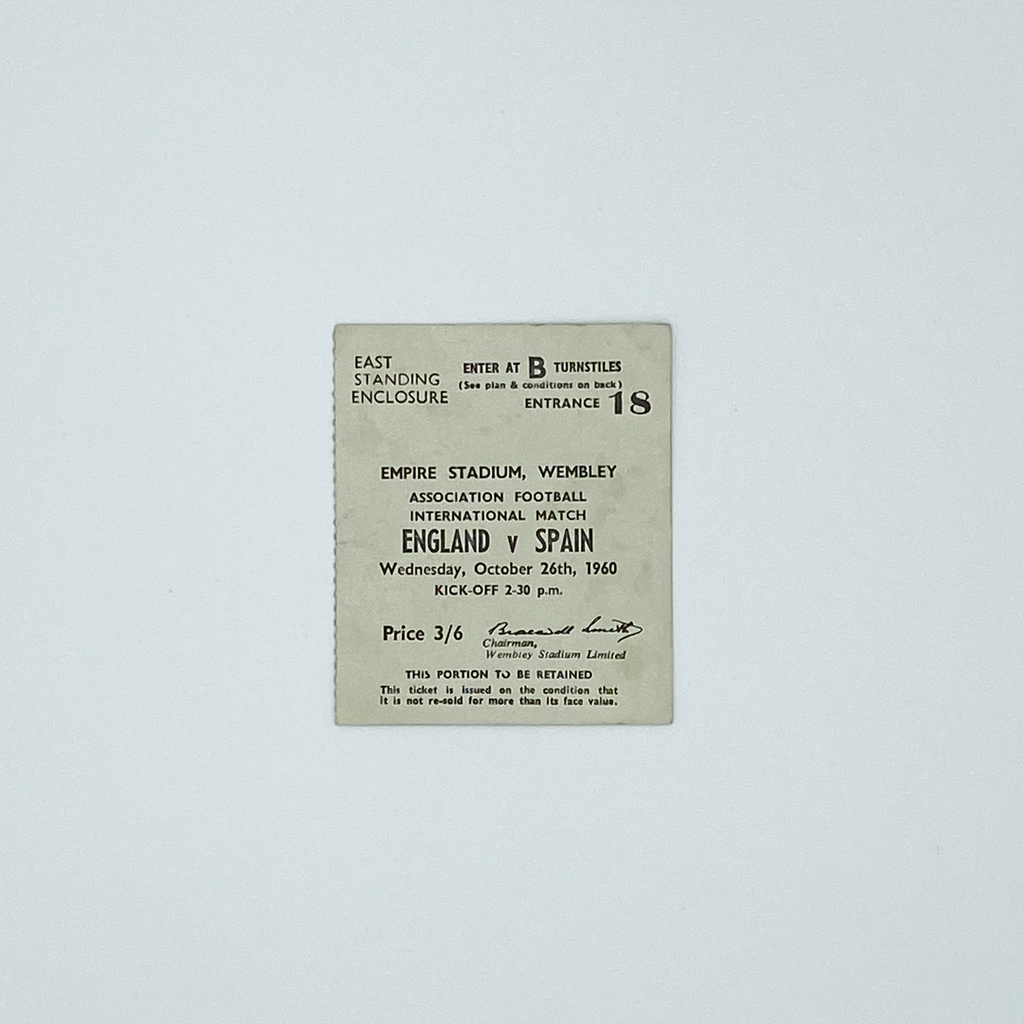 EAST
STANDING
ENCLOSURE
ENTER AT B TURNSTILES
(See plan & conditions on back)
ENTRANCE 18
EMPIRE STADIUM, WEMBLEY
ASSOCIATION FOOTBALL
INTERNATIONAL MATCH
ENGLAND v SPAIN
Wednesday, October 26th, 1960
KICK-OFF 2-30 p.m.
Price 3/6
Bracewell Smith
Chairman,
Wembley Stadium Limited
THIS PORTION TO BE RETAINED
This ticket is issued on the condition that
it is not re-sold for more than its face value.